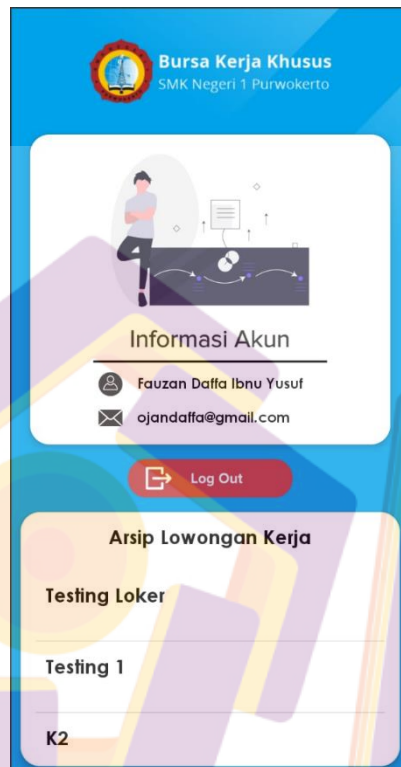 Bursa Kerja Khusus
SMK Negeri 1 Purwokerto
Informasi Akun
Fauzan Daffa Ibnu Yusuf
ojandaffa@gmail.com
Log Out
Arsip Lowongan Kerja
Testing Loker
Testing 1
K2